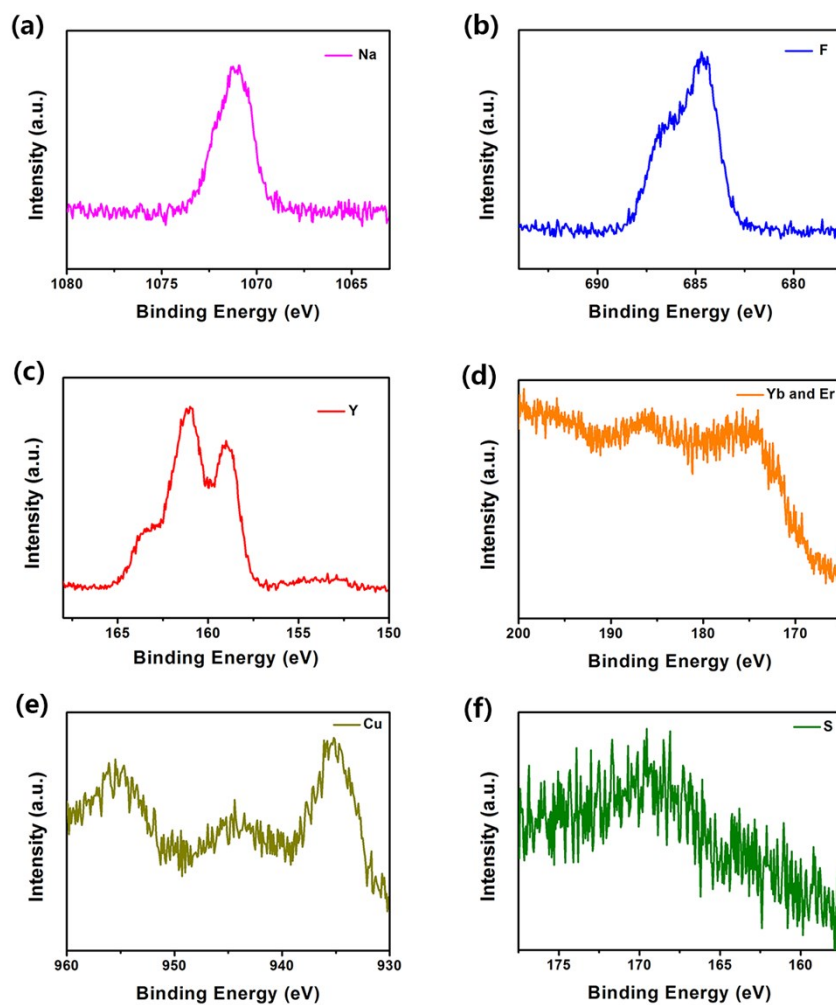 (a)
Na
Intensity (a.u.)
1080 1075 1070 1065
Binding Energy (eV)
(b)
F
Intensity (a.u.)
690 685 680
Binding Energy (eV)
(c)
Y
Intensity (a.u.)
165 160 155 150
Binding Energy (eV)
(d)
Yb and Er
Intensity (a.u.)
200 190 180 170
Binding Energy (eV)
(e)
Cu
Intensity (a.u.)
960 950 940 930
Binding Energy (eV)
(f)
S
Intensity (a.u.)
175 170 165 160
Binding Energy (eV)